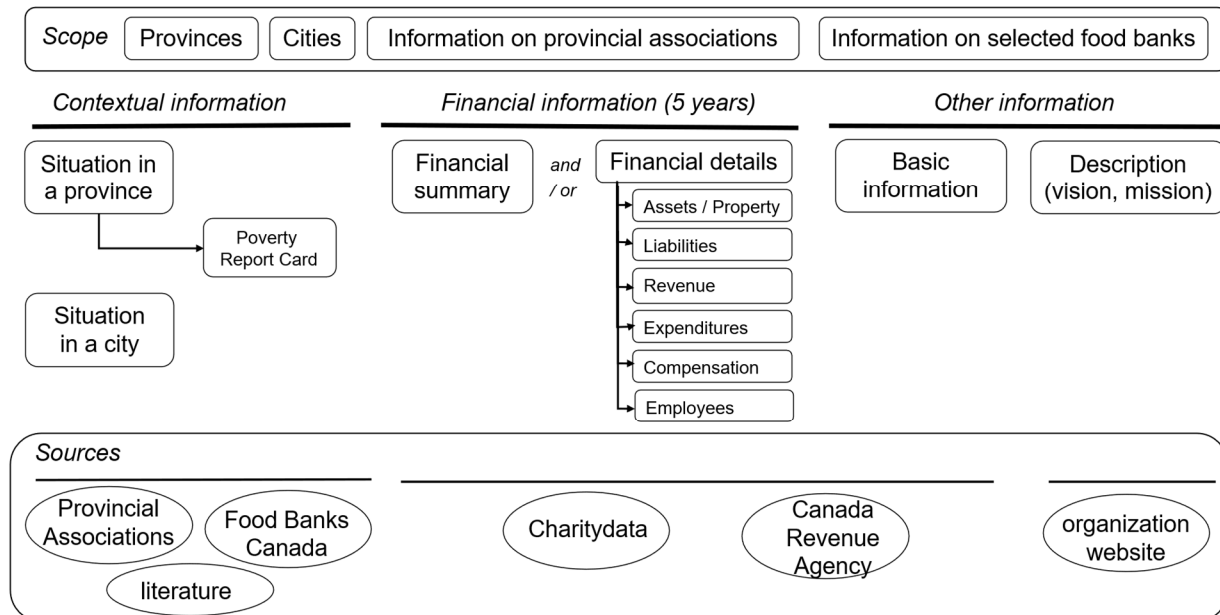 Scope
Provinces
Cities
Information on provincial associations
Information on selected food banks
Contextual information
Financial information (5 years)
Other information
Situation in
a province
Poverty
Report Card
Situation
in a city
Financial
summary
and
/ or
Financial details
Assets / Property
Liabilities
Revenue
Expenditures
Compensation
Employees
Basic
information
Description
(vision, mission)
Sources
Provincial
Associations
Food Banks
Canada
literature
Charitydata
Canada
Revenue
Agency
organization
website